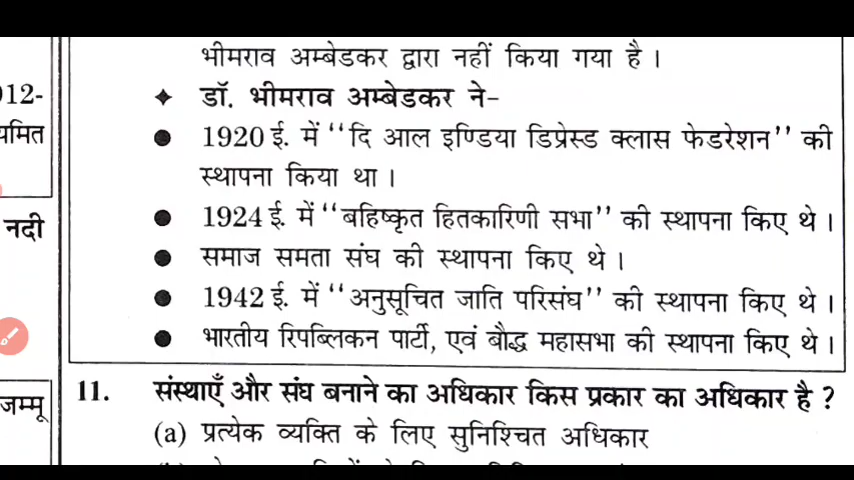 भीमराव अम्बेडकर द्वारा नहीं किया गया है ।
912-
✦ डॉ. भीमराव अम्बेडकर ने-
यमित
● 1920 ई. में ‘‘दि आल इण्डिया डिप्रेस्ड क्लास फेडरेशन’’ की
स्थापना किया था ।
● 1924 ई. में ‘‘बहिष्कृत हितकारिणी सभा’’ की स्थापना किए थे ।
नदी
● समाज समता संघ की स्थापना किए थे ।
● 1942 ई. में ‘‘अनुसूचित जाति परिसंघ’’ की स्थापना किए थे ।
● भारतीय रिपब्लिकन पार्टी, एवं बौद्ध महासभा की स्थापना किए थे ।
11. संस्थाएँ और संघ बनाने का अधिकार किस प्रकार का अधिकार है ?
जम्मू
(a) प्रत्येक व्यक्ति के लिए सुनिश्चित अधिकार